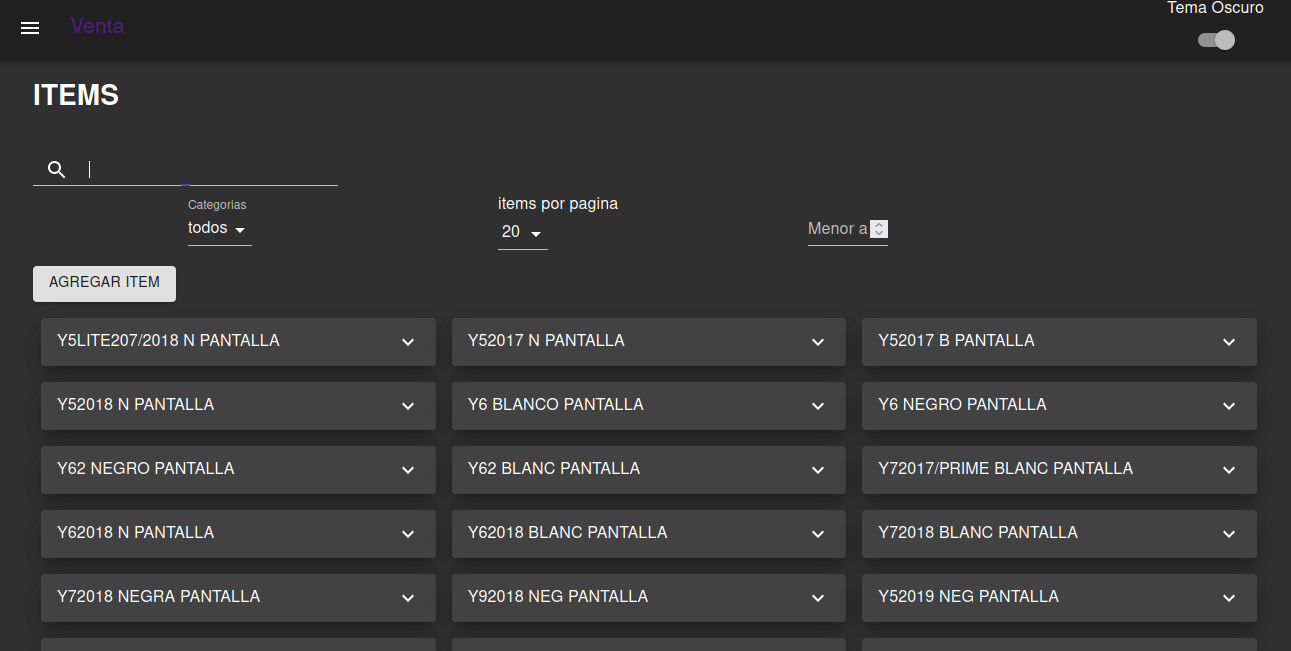 Venta
Tema Oscuro
ITEMS
Categorias
todos
items por pagina
20
Menor a
AGREGAR ITEM
Y5LITE207/2018 N PANTALLA
Y52017 N PANTALLA
Y52017 B PANTALLA
Y52018 N PANTALLA
Y6 BLANCO PANTALLA
Y6 NEGRO PANTALLA
Y62 NEGRO PANTALLA
Y62 BLANC PANTALLA
Y72017/PRIME BLANC PANTALLA
Y62018 N PANTALLA
Y62018 BLANC PANTALLA
Y72018 BLANC PANTALLA
Y72018 NEGRA PANTALLA
Y92018 NEG PANTALLA
Y52019 NEG PANTALLA